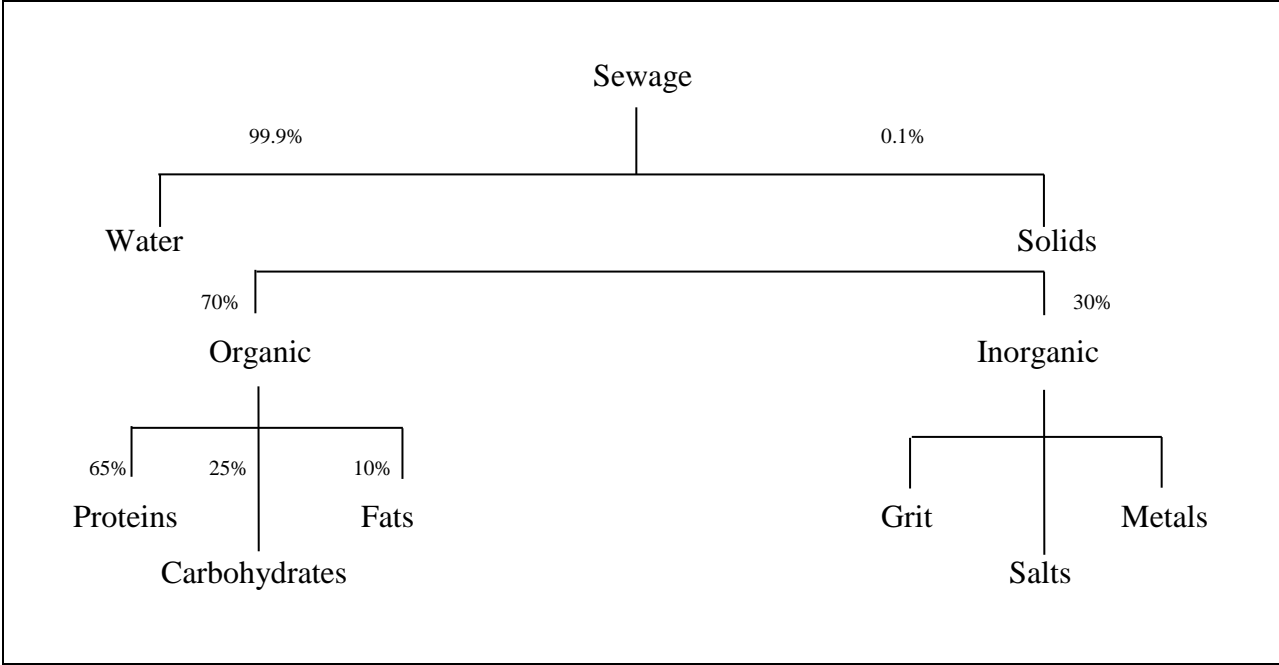 Sewage
99.9% 0.1%
Water Solids
70% 30%
Organic Inorganic
65% 25% 10%
Proteins Fats Grit Metals
Carbohydrates Salts